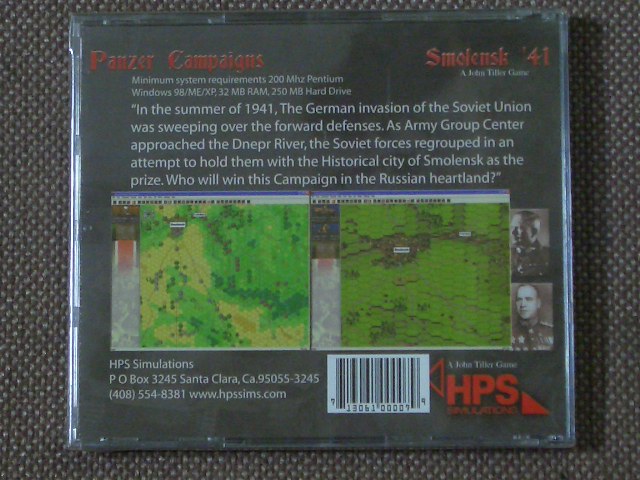 Panzer Campaigns
Smolensk '41
A John Tiller Game
Minimum system requirements 200 Mhz Pentium
Windows 98/ME/XP, 32 MB RAM, 250 MB Hard Drive
"In the summer of 1941, The German invasion of the Soviet Union
was sweeping over the forward defenses. As Army Group Center
approached the Dnepr River, the Soviet forces regrouped in an
attempt to hold them with the Historical city of Smolensk as the
prize. Who will win this Campaign in the Russian heartland?"
HPS Simulations
P O Box 3245 Santa Clara, Ca.95055-3245
(408) 554-8381 www.hpssims.com
7 13061 00007 9
A John Tiller Game
HPS
SIMULATIONS